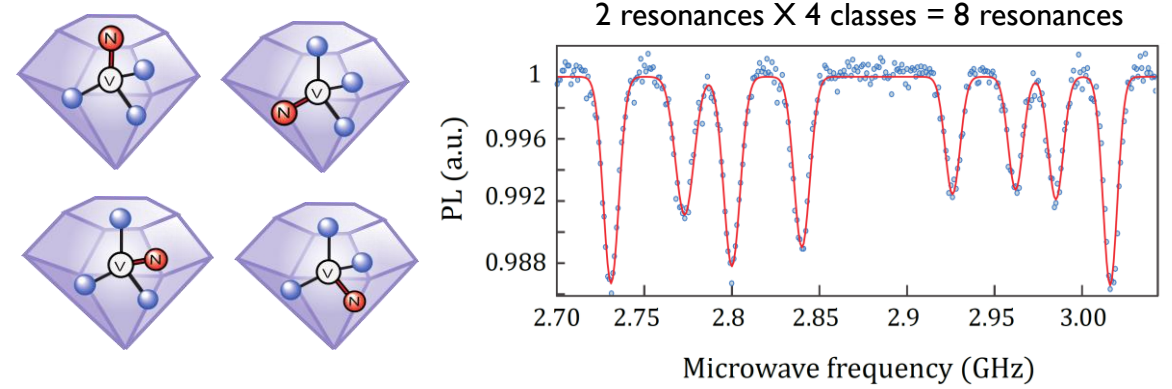 2 resonances X 4 classes = 8 resonances
N
V
V
N
V
N
V
N
PL (a.u.)
1
0.996
0.992
0.988
2.70 2.75 2.8 2.85 2.9 2.95 3.00
Microwave frequency (GHz)